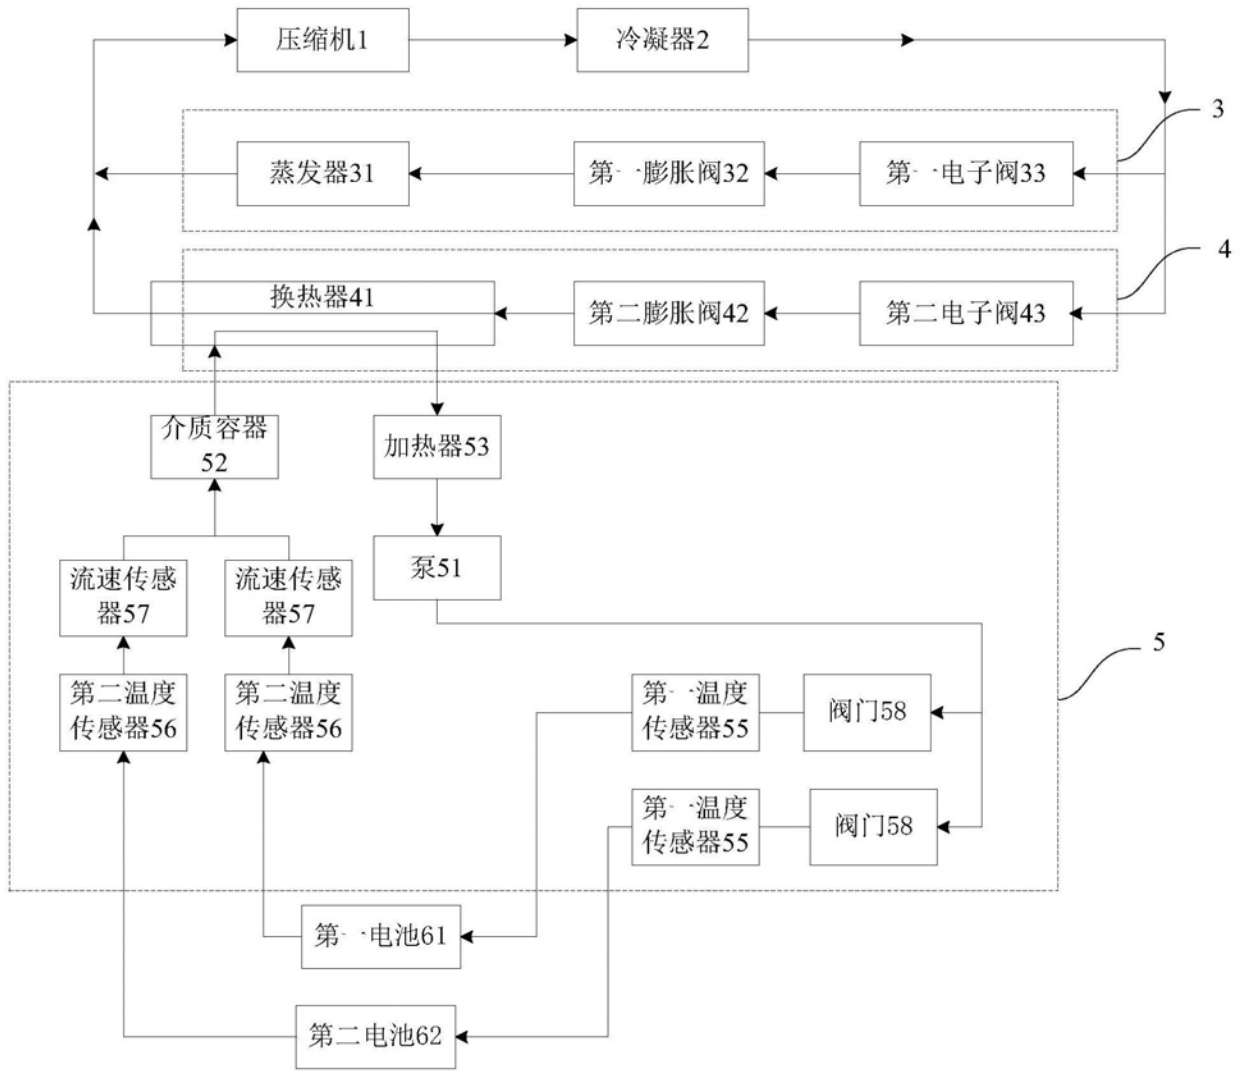 压缩机1
冷凝器2
3
蒸发器31
第一膨胀阀32
第一电子阀33
4
换热器41
第二膨胀阀42
第二电子阀43
介质容器
52
加热器53
流速传感
器57
流速传感
器57
泵51
5
第二温度
传感器56
第二温度
传感器56
第一温度
传感器55
阀门58
第一温度
传感器55
阀门58
第一电池61
第二电池62